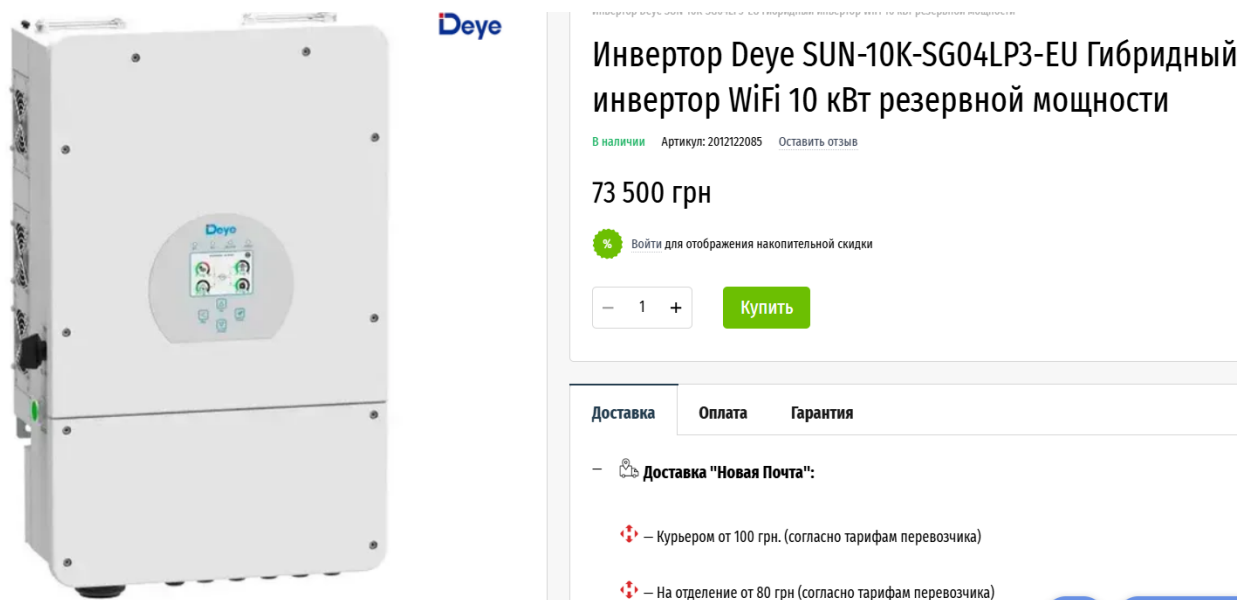 Deye
Инвертор Deye SUN-10K-SG04LP3-EU Гибридный
инвертор WiFi 10 кВт резервной мощности
В наличии Артикул: 2012122085 Оставить отзыв
73 500 грн
% Войти для отображения накопительной скидки
− 1 +
Купить
Доставка Оплата Гарантия
– Доставка "Новая Почта":
— Курьером от 100 грн. (согласно тарифам перевозчика)
— На отделение от 80 грн (согласно тарифам перевозчика)
Deye